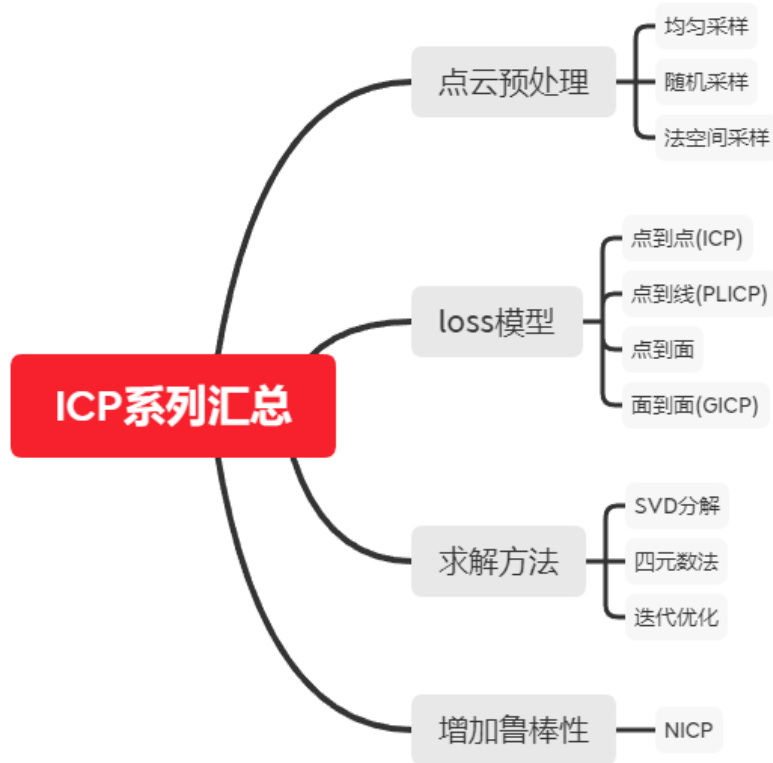 ICP系列汇总
点云预处理
均匀采样
随机采样
法空间采样
loss模型
点到点(ICP)
点到线(PLICP)
点到面
面到面(GICP)
求解方法
SVD分解
四元数法
迭代优化
增加鲁棒性
NICP